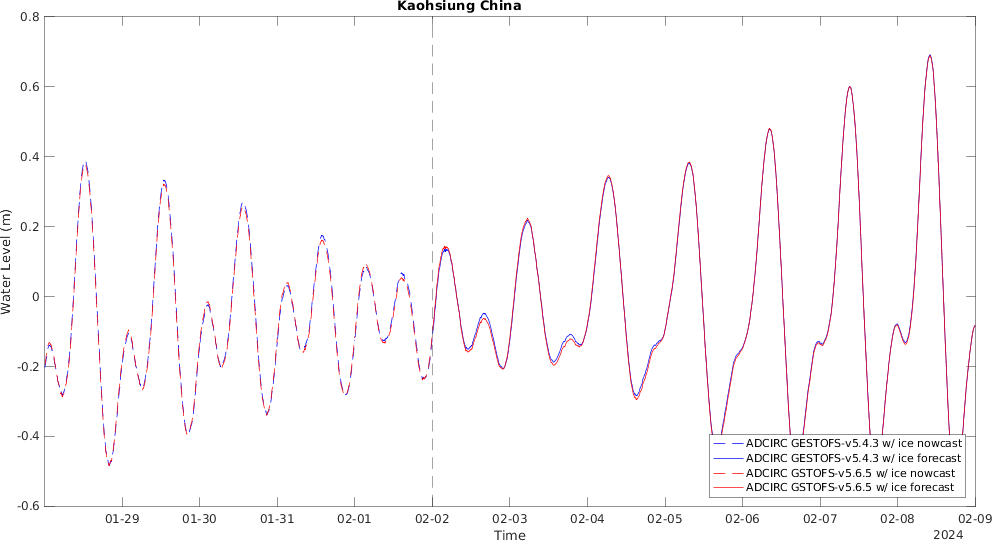 Kaohsiung China
Water Level (m)
0.8
0.6
0.4
0.2
0
-0.2
-0.4
-0.6
ADCIRC GESTOFS-v5.4.3 w/ ice nowcast
ADCIRC GESTOFS-v5.4.3 w/ ice forecast
ADCIRC GSTOFS-v5.6.5 w/ ice nowcast
ADCIRC GSTOFS-v5.6.5 w/ ice forecast
01-29 01-30 01-31 02-01 02-02 02-03 02-04 02-05 02-06 02-07 02-08 02-09
Time
2024